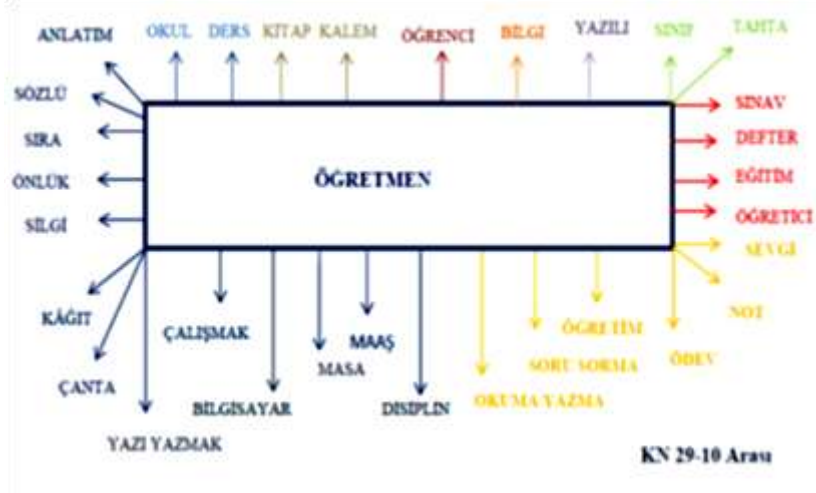 ANLATIM
OKUL
DERS
KİTAP
KALEM
ÖĞRENCİ
BİLGİ
YAZILI
SINIF
TAHTA
SÖZLÜ
SIRA
ÖNLÜK
SİLGİ
ÖĞRETMEN
SINAV
DEFTER
EĞİTİM
ÖĞRETİCİ
SEVGİ
NOT
KÂĞIT
ÇANTA
YAZI YAZMAK
ÇALIŞMAK
BİLGİSAYAR
MASA
MAAŞ
DİSİPLİN
OKUMA YAZMA
SORU SORMA
ÖĞRETİM
ÖDEV
KN 29-10 Arası